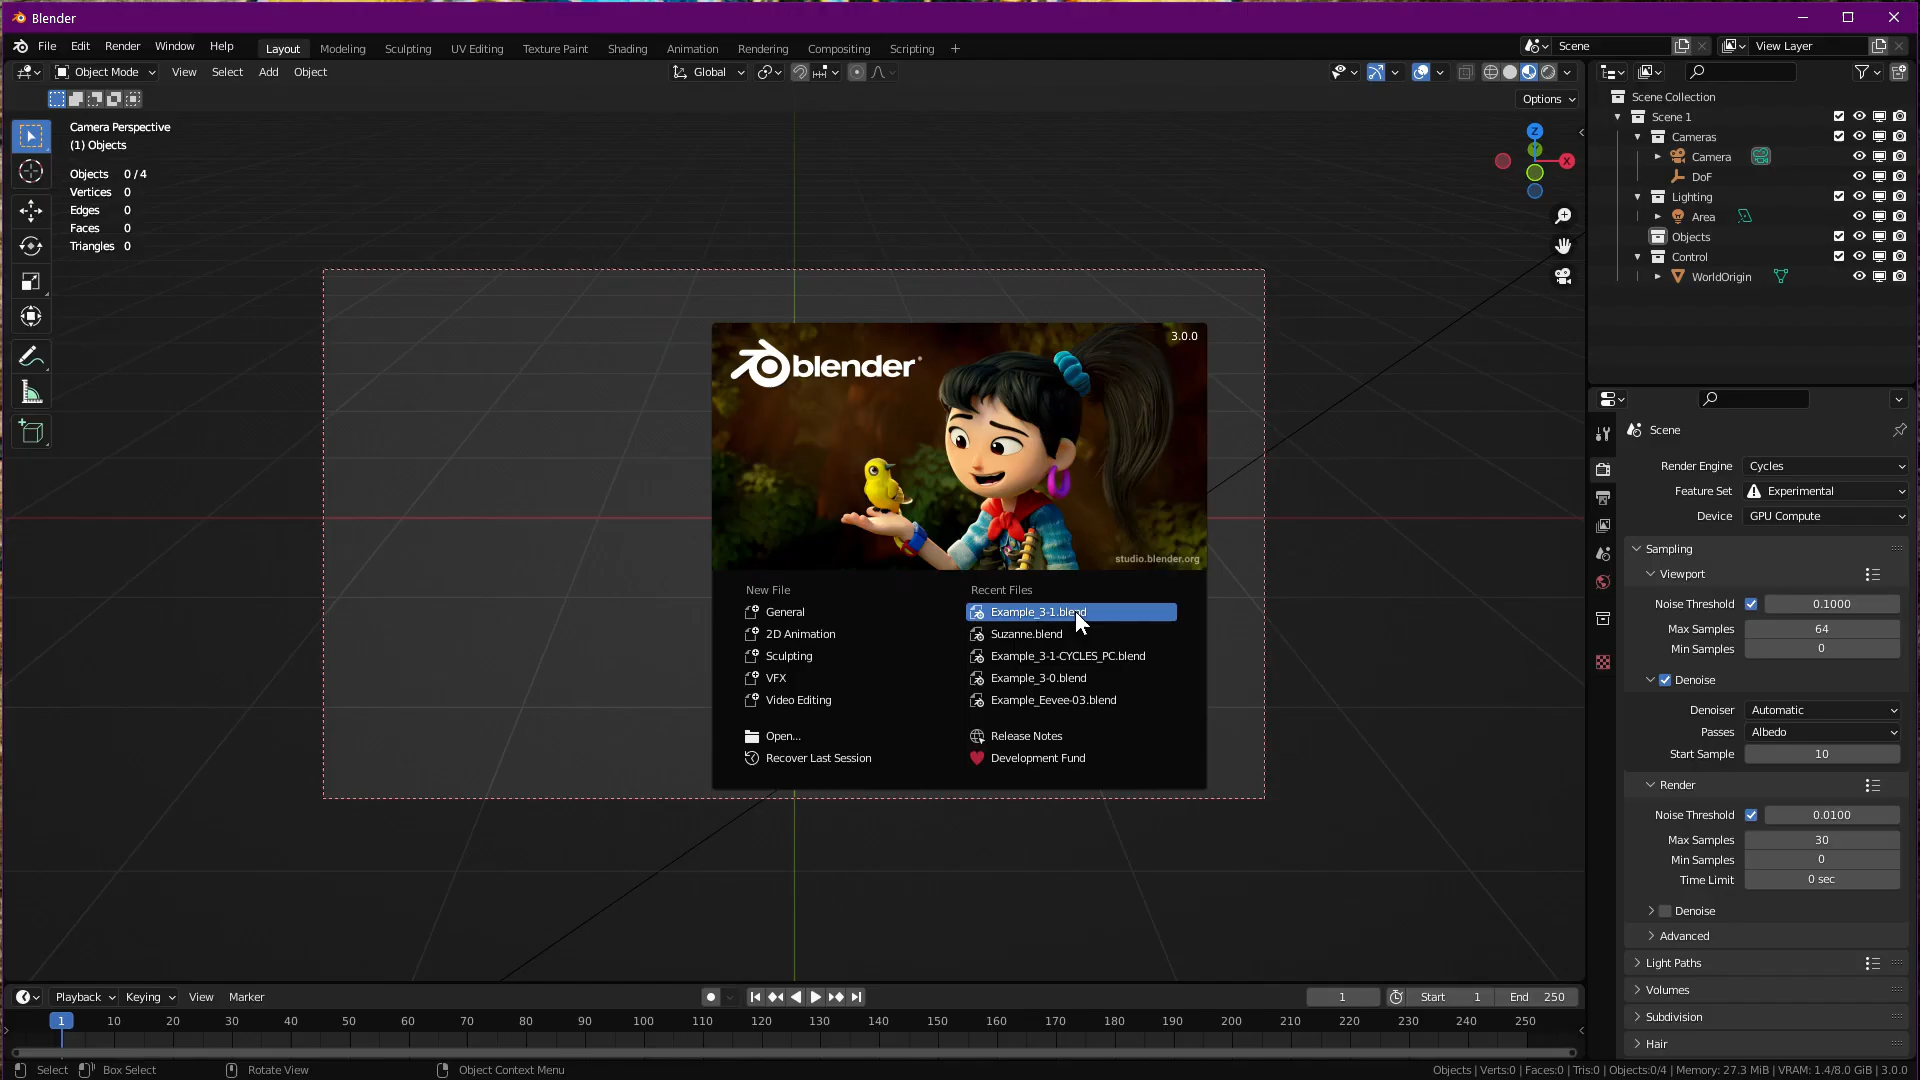 Blender
File Edit Render Window Help Layout Modeling Sculpting UV Editing Texture Paint Shading Animation Rendering Compositing Scripting + Scene View Layer
Object Mode View Select Add Object Global
Options
Camera Perspective
(1) Objects
Objects 0 / 4
Vertices 0
Edges 0
Faces 0
Triangles 0
Z
X
Scene Collection
Scene 1
Cameras
Camera
DoF
Lighting
Area
Objects
Control
WorldOrigin
3.0.0
blender
studio.blender.org
New File
General
2D Animation
Sculpting
VFX
Video Editing
Open...
Recover Last Session
Recent Files
Example_3-1.blend
Suzanne.blend
Example_3-1-CYCLES_PC.blend
Example_3-0.blend
Example_Eevee-03.blend
Release Notes
Development Fund
Scene
Render Engine Cycles
Feature Set Experimental
Device GPU Compute
Sampling
Viewport
Noise Threshold 0.1000
Max Samples 64
Min Samples 0
Denoise
Denoiser Automatic
Passes Albedo
Start Sample 10
Render
Noise Threshold 0.0100
Max Samples 30
Min Samples 0
Time Limit 0 sec
Denoise
Advanced
Light Paths
Volumes
Subdivision
Hair
Playback Keying View Marker 1 Start 1 End 250
1 10 20 30 40 50 60 70 80 90 100 110 120 130 140 150 160 170 180 190 200 210 220 230 240 250
Select Box Select Rotate View Object Context Menu Objects | Verts:0 | Faces:0 | Tris:0 | Objects:0/4 | Memory: 27.3 MiB | VRAM: 1.4/8.0 GiB | 3.0.0